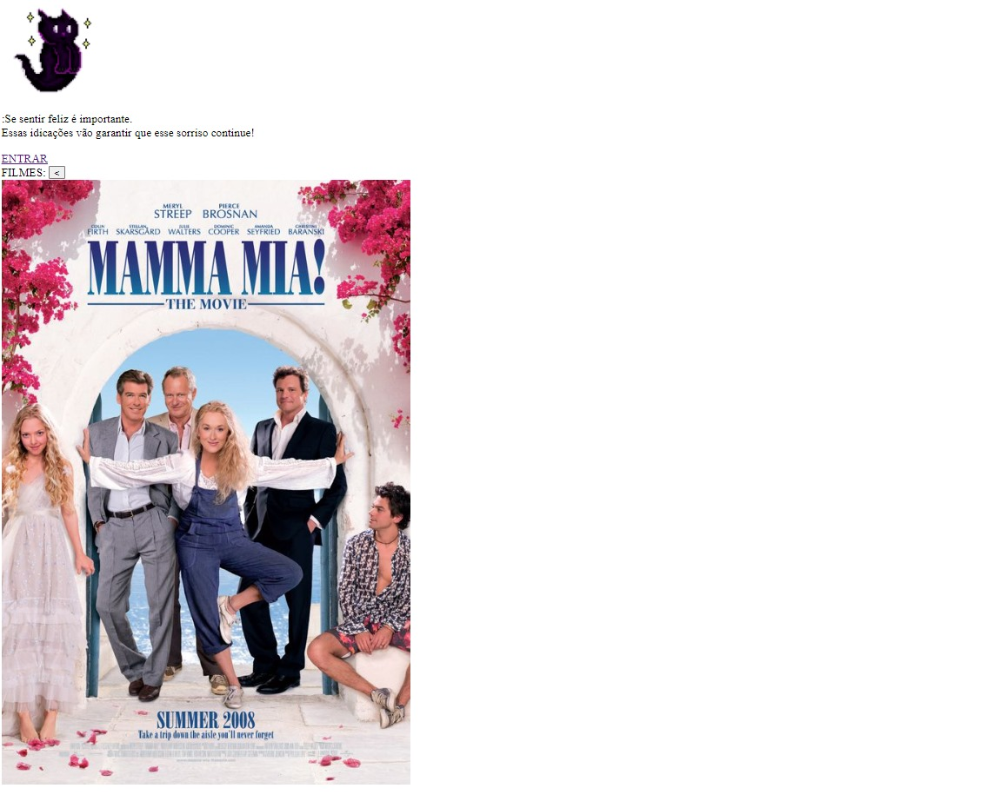 :Se sentir feliz é importante.
Essas idicações vão garantir que esse sorriso continue!
ENTRAR
FILMES: <
MERYL STREEP PIERCE BROSNAN
COLIN FIRTH STELLAN SKARSGÅRD JULIE WALTERS DOMINIC COOPER AMANDA SEYFRIED CHRISTINE BARANSKI
MAMMA MIA!
THE MOVIE
SUMMER 2008
Take a trip down the aisle you'll never forget